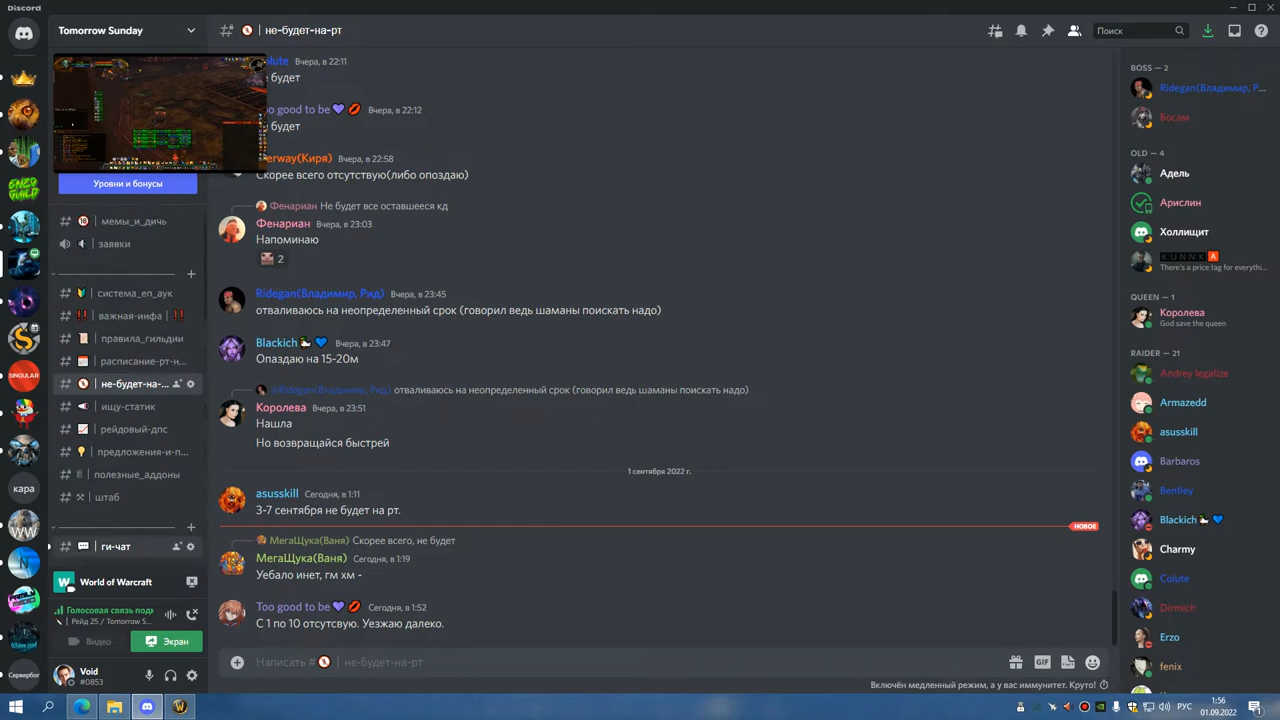 Discord
Tomorrow Sunday
не-будет-на-рт
Поиск
Уровни и бонусы
мемы_и_дичь
заявки
система_еп_аук
важная-инфа
правила_гильдии
расписание-рт-н...
не-будет-на-...
ищу-статик
рейдовый-дпс
предложения-и-п...
полезные_аддоны
штаб
ги-чат
World of Warcraft
Голосовая связь подк
Рейд 25 / Tomorrow S...
Видео
Экран
Void
#0853
ENZO GUILD
SINGULAR
кара
Сервербог
Вчера, в 22:11
будет
good to be 💜 💋 Вчера, в 22:12
будет
Вчера, в 22:58
Скорее всего отсутствую(либо опоздаю)
Фенариан Не будет все оставшееся кд
Фенариан Вчера, в 23:03
Напоминаю
2
Ridegan(Владимир, Рид) Вчера, в 23:45
отваливаюсь на неопределенный срок (говорил ведь шаманы поискать надо)
Blackich Вчера, в 23:47
Опаздаю на 15-20м
@Ridegan(Владимир, Рид) отваливаюсь на неопределенный срок (говорил ведь шаманы поискать надо)
Королева Вчера, в 23:51
Нашла
Но возвращайся быстрей
1 сентября 2022 г.
asusskill Сегодня, в 1:11
3-7 сентября не будет на рт.
НОВОЕ
МегаЩука(Ваня) Скорее всего, не будет
МегаЩука(Ваня) Сегодня, в 1:19
Уебало инет, гм хм -
Too good to be 💜 💋 Сегодня, в 1:52
С 1 по 10 отсутсвую. Уезжаю далеко.
Написать # не-будет-на-рт
GIF
Включён медленный режим, а у вас иммунитет. Круто!
BOSS — 2
Ridegan(Владимир, Р...
Босам
OLD — 4
Адель
Арислин
Холлищит
KUNNK A
There's a price tag for everythi...
QUEEN — 1
Королева
God save the queen
RAIDER — 21
Andrey legalize
Armazedd
asusskill
Barbaros
Bentley
Blackich
Charmy
Colute
Dirmich
Erzo
fenix
РУС
1:56
01.09.2022